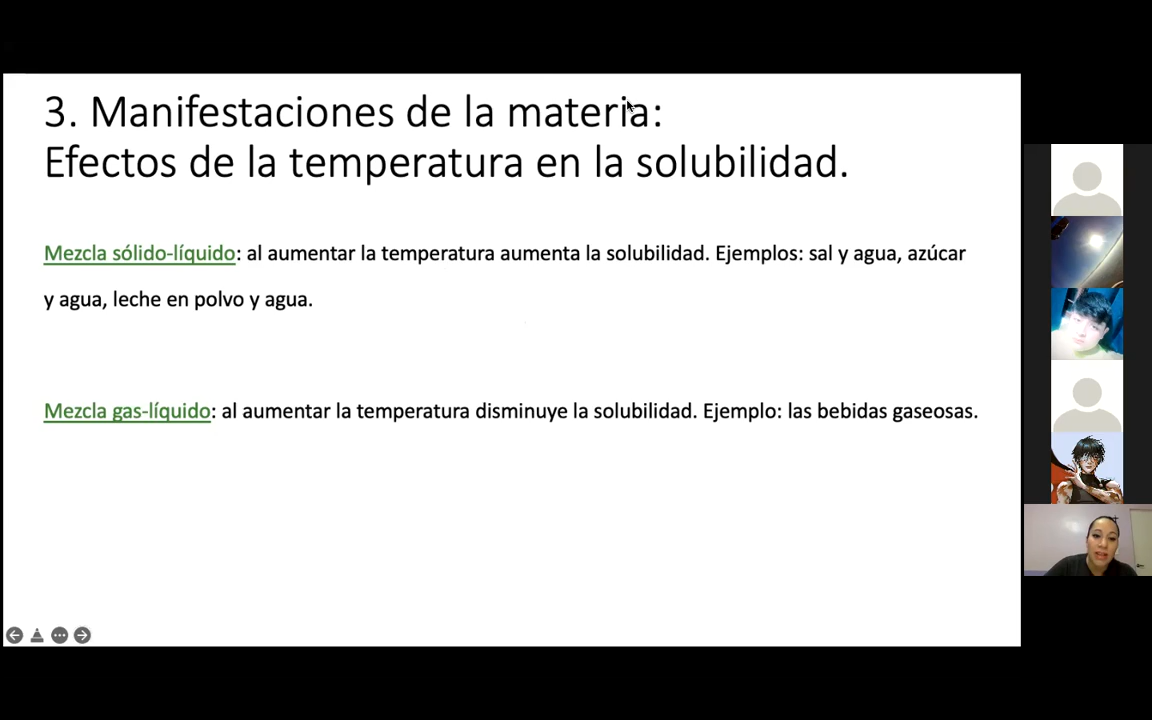 3. Manifestaciones de la materia:
Efectos de la temperatura en la solubilidad.
Mezcla sólido-líquido: al aumentar la temperatura aumenta la solubilidad. Ejemplos: sal y agua, azúcar
y agua, leche en polvo y agua.
Mezcla gas-líquido: al aumentar la temperatura disminuye la solubilidad. Ejemplo: las bebidas gaseosas.